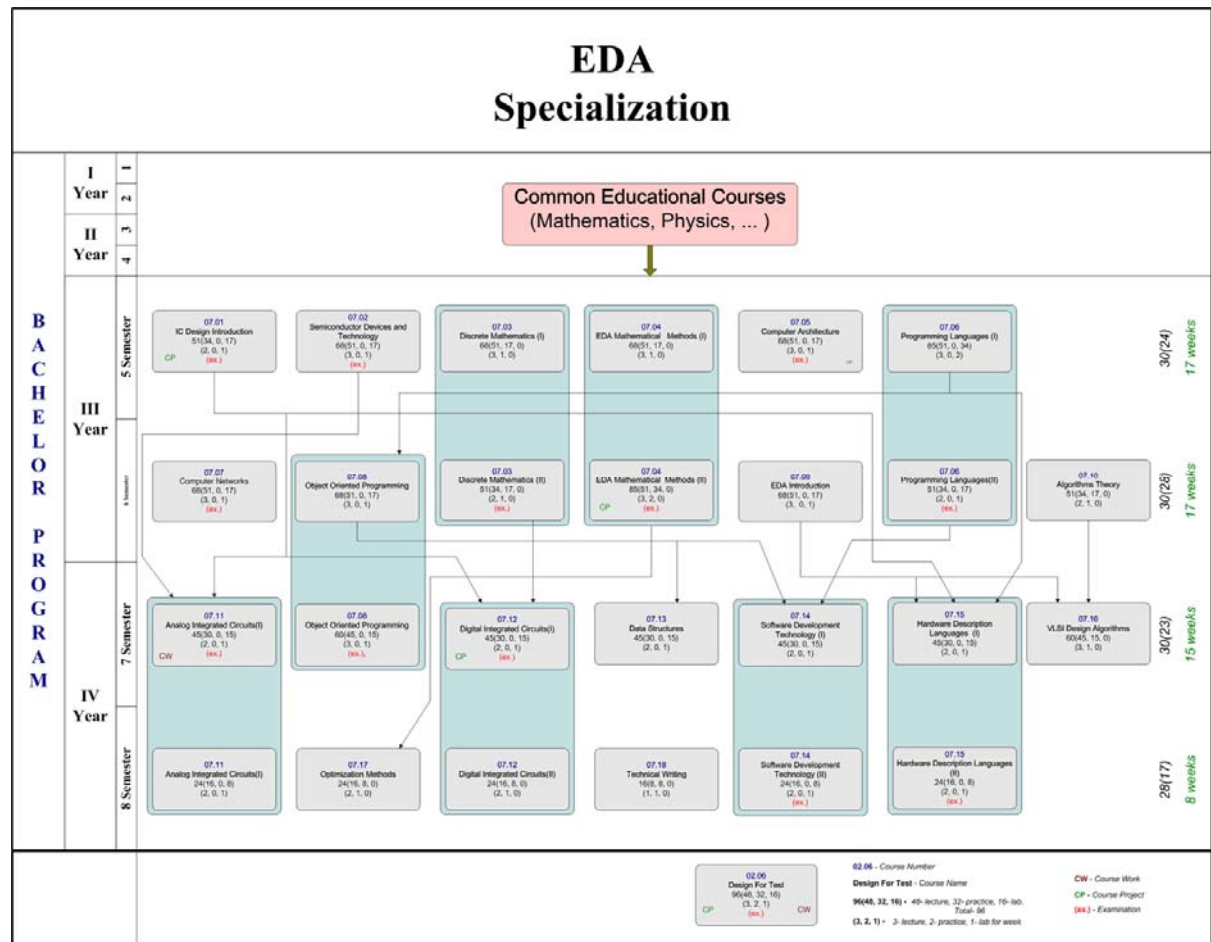 EDA
Specialization
BACHELOR PROGRAM
I
Year
1
2
II
Year
3
4
Common Educational Courses
(Mathematics, Physics, ... )
III
Year
5 Semester
07.01
IC Design Introduction
51(34, 0, 17)
(2, 0, 1)
CP
(ex.)
07.02
Semiconductor Devices and
Technology
68(51, 0, 17)
(3, 0, 1)
(ex.)
07.03
Discrete Mathematics (I)
68(51, 17, 0)
(3, 1, 0)
07.04
EDA Mathematical Methods (I)
68(51, 17, 0)
(3, 1, 0)
07.05
Computer Architecture
68(51, 0, 17)
(3, 0, 1)
(ex.)
CP
07.06
Programming Languages (I)
85(51, 0, 34)
(3, 0, 2)
30(24)
17 weeks
6 Semester
07.07
Computer Networks
68(51, 0, 17)
(3, 0, 1)
(ex.)
07.08
Object Oriented Programming
68(51, 0, 17)
(3, 0, 1)
07.03
Discrete Mathematics (II)
51(34, 17, 0)
(2, 1, 0)
(ex.)
07.04
EDA Mathematical Methods (II)
85(51, 34, 0)
(3, 2, 0)
CP
(ex.)
07.09
EDA Introduction
68(51, 0, 17)
(3, 0, 1)
07.06
Programming Languages(II)
51(34, 0, 17)
(2, 0, 1)
(ex.)
07.10
Algorithms Theory
51(34, 17, 0)
(2, 1, 0)
30(28)
17 weeks
IV
Year
7 Semester
07.11
Analog Integrated Circuits(I)
45(30, 0, 15)
(2, 0, 1)
CW
(ex.)
07.08
Object Oriented Programming
60(45, 0, 15)
(3, 0, 1)
(ex.),
07.12
Digital Integrated Circuits(I)
45(30, 0, 15)
(2, 0, 1)
CP
(ex.)
07.13
Data Structures
45(30, 0, 15)
(2, 0, 1)
07.14
Software Development
Technology (I)
45(30, 0, 15)
(2, 0, 1)
07.15
Hardware Description
Languages (I)
45(30, 0, 15)
(2, 0, 1)
07.16
VLSI Design Algorithms
60(45, 15, 0)
(3, 1, 0)
30(23)
15 weeks
8 Semester
07.11
Analog Integrated Circuits(I)
24(16, 0, 8)
(2, 0, 1)
07.17
Optimization Methods
24(16, 8, 0)
(2, 1, 0)
07.12
Digital Integrated Circuits(II)
24(16, 8, 0)
(2, 1, 0)
07.18
Technical Writing
16(8, 8, 0)
(1, 1, 0)
07.14
Software Development
Technology (II)
24(16, 0, 8)
(2, 0, 1)
(ex.)
07.15
Hardware Description Languages
(II)
24(16, 0, 8)
(2, 0, 1)
(ex.)
28(17)
8 weeks
02.06
Design For Test
96(48, 32, 16)
(3, 2, 1)
CP
(ex.)
CW
02.06 - Course Number
Design For Test - Course Name
96(48, 32, 16) - 48- lecture, 32- practice, 16- lab.
Total- 96
(3, 2, 1) - 3- lecture, 2- practice, 1- lab for week
CW - Course Work
CP - Course Project
(ex.) - Examination